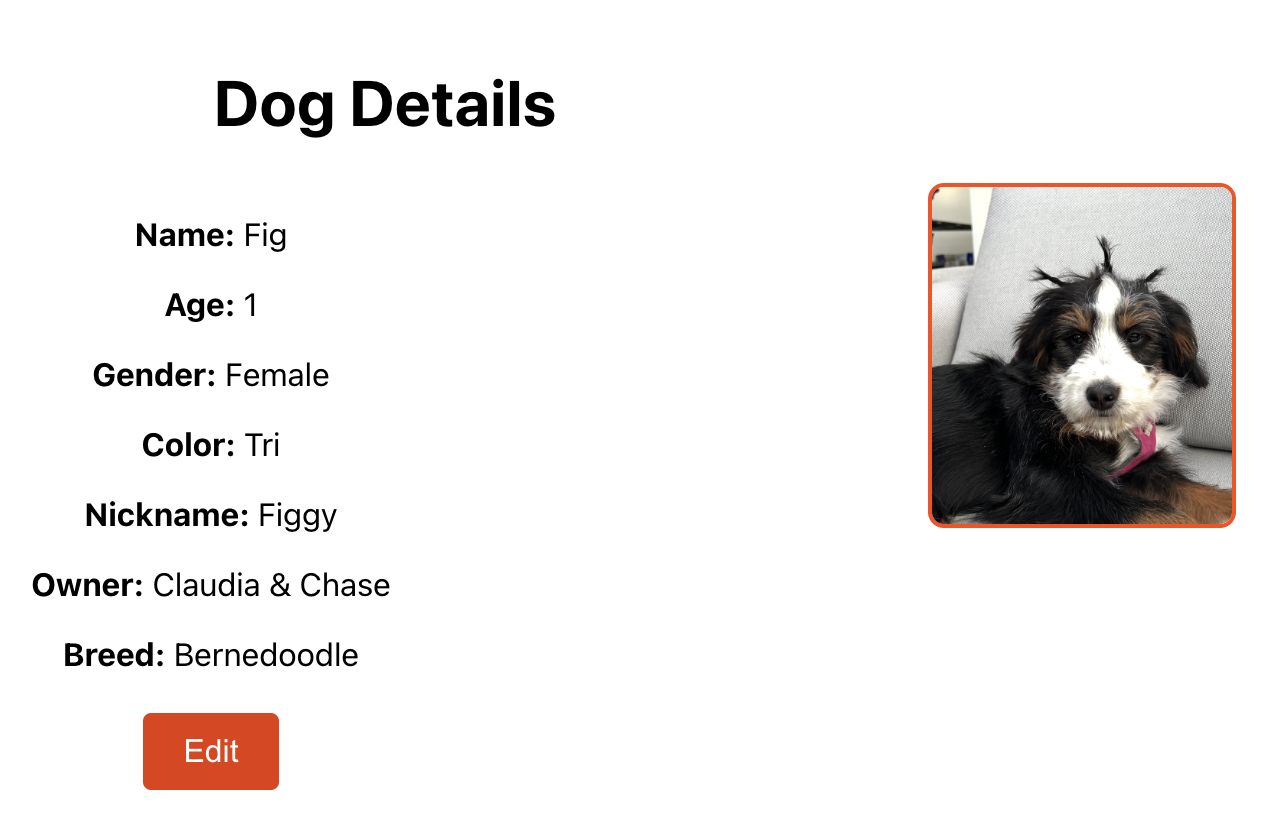 Dog Details
Name: Fig
Age: 1
Gender: Female
Color: Tri
Nickname: Figgy
Owner: Claudia & Chase
Breed: Bernedoodle
Edit